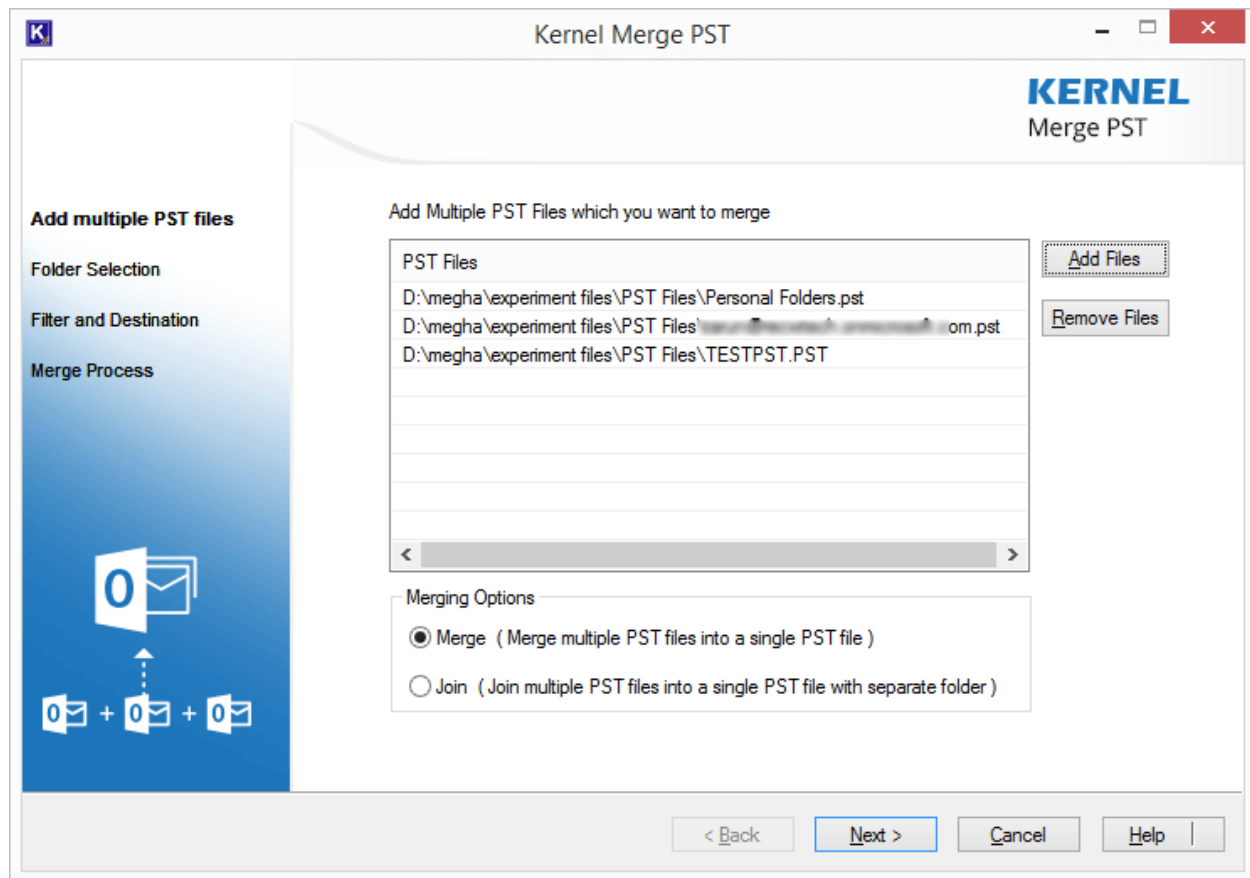 Kernel Merge PST
KERNEL
Merge PST
Add multiple PST files
Folder Selection
Filter and Destination
Merge Process
Add Multiple PST Files which you want to merge
PST Files
D:\megha\experiment files\PST Files\Personal Folders.pst
D:\megha\experiment files\PST Files\ om.pst
D:\megha\experiment files\PST Files\TESTPST.PST
Add Files
Remove Files
Merging Options
Merge ( Merge multiple PST files into a single PST file )
Join ( Join multiple PST files into a single PST file with separate folder )
0
0 + 0 + 0
< Back
Next >
Cancel
Help